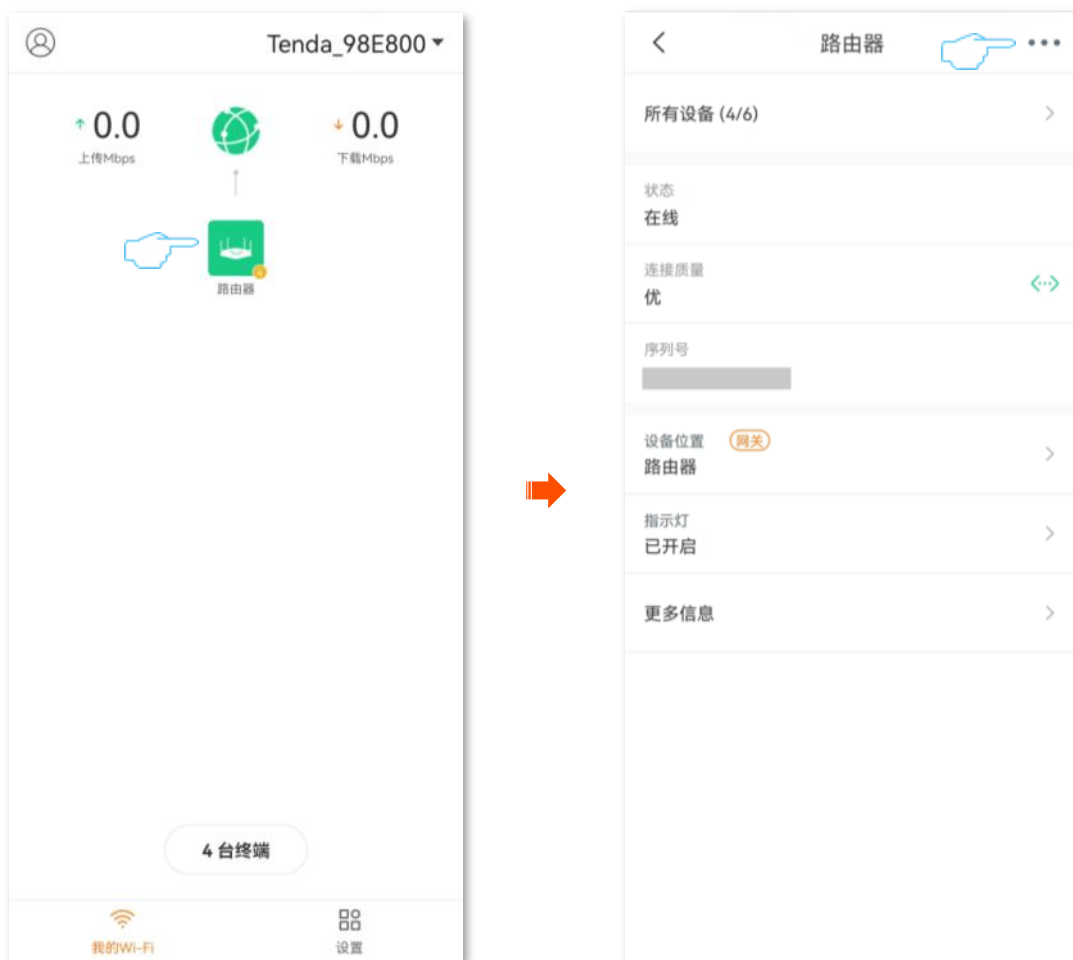 Tenda_98E800
0.0
上传Mbps
0.0
下载Mbps
4
路由器
4 台终端
我的Wi-Fi
设置
路由器
所有设备 (4/6)
状态
在线
连接质量
优
序列号
设备位置 网关
路由器
指示灯
已开启
更多信息